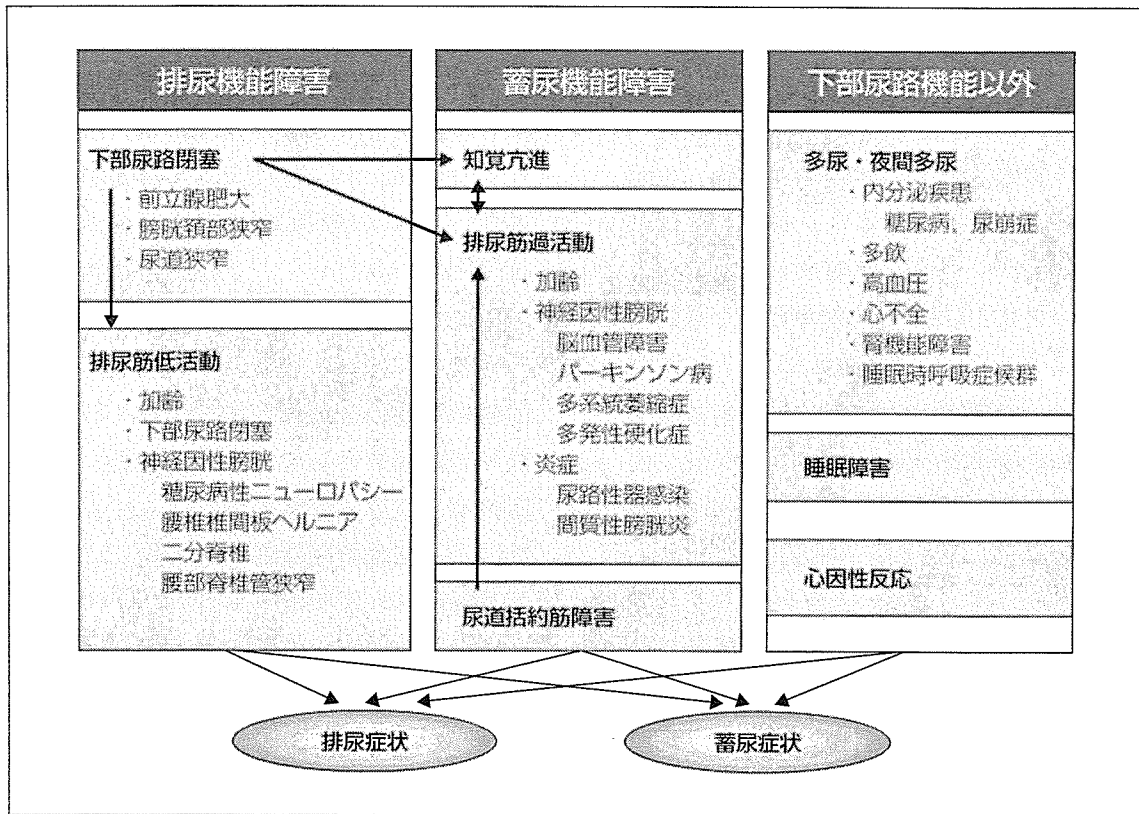 排尿機能障害
下部尿路閉塞
・前立腺肥大
・膀胱頚部狭窄
・尿道狭窄
排尿筋低活動
・加齢
・下部尿路閉塞
・神経因性膀胱
糖尿病性ニューロパシー
腰椎椎間板ヘルニア
二分脊椎
腰部脊椎管狭窄
蓄尿機能障害
知覚亢進
排尿筋過活動
・加齢
・神経因性膀胱
脳血管障害
パーキンソン病
多系統萎縮症
多発性硬化症
・炎症
尿路性器感染
間質性膀胱炎
尿道括約筋障害
下部尿路機能以外
多尿・夜間多尿
・内分泌疾患
糖尿病，尿崩症
・多飲
・高血圧
・心不全
・腎機能障害
・睡眠時呼吸症候群
睡眠障害
心因性反応
排尿症状
蓄尿症状